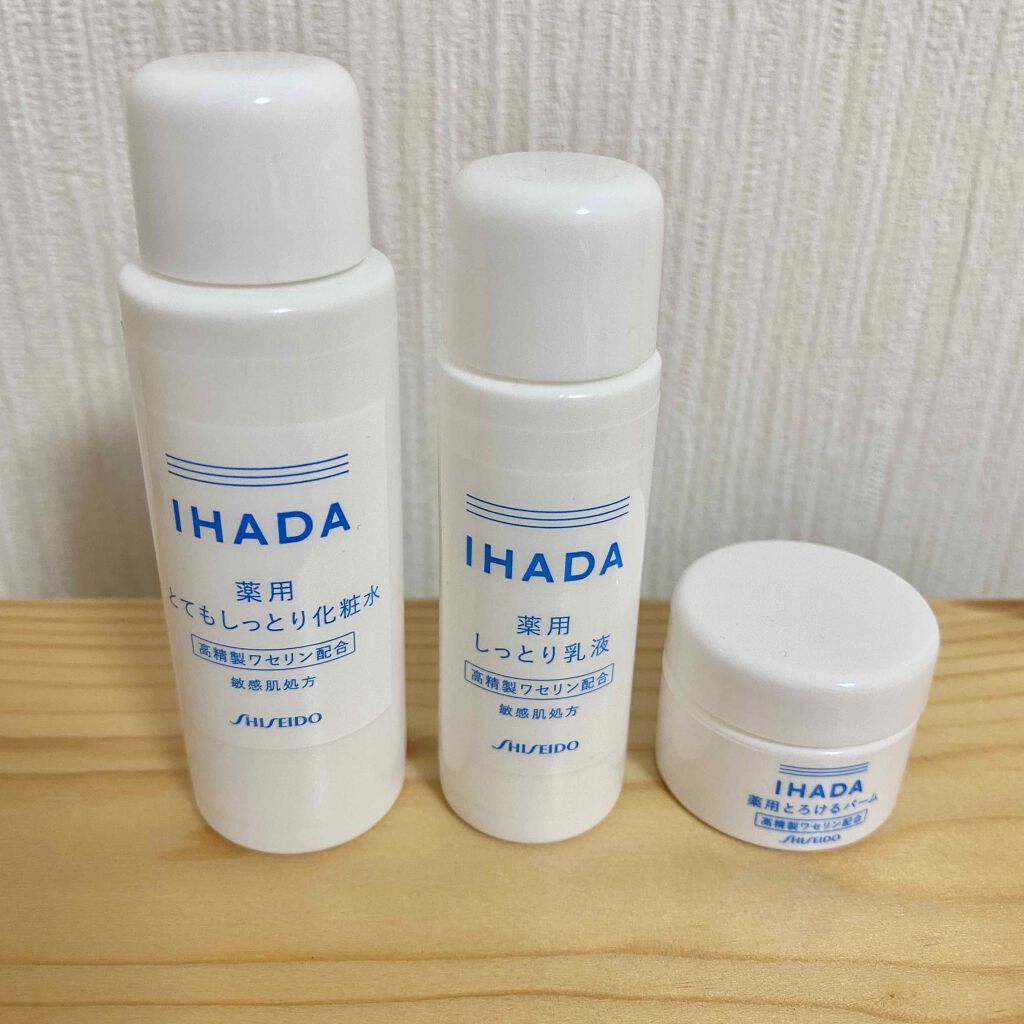 IHADA
薬用
とてもしっとり化粧水
高精製ワセリン配合
敏感肌処方
SHISEIDO
IHADA
薬用
しっとり乳液
高精製ワセリン配合
敏感肌処方
SHISEIDO
IHADA
薬用とろけるバーム
高精製ワセリン配合
SHISEIDO